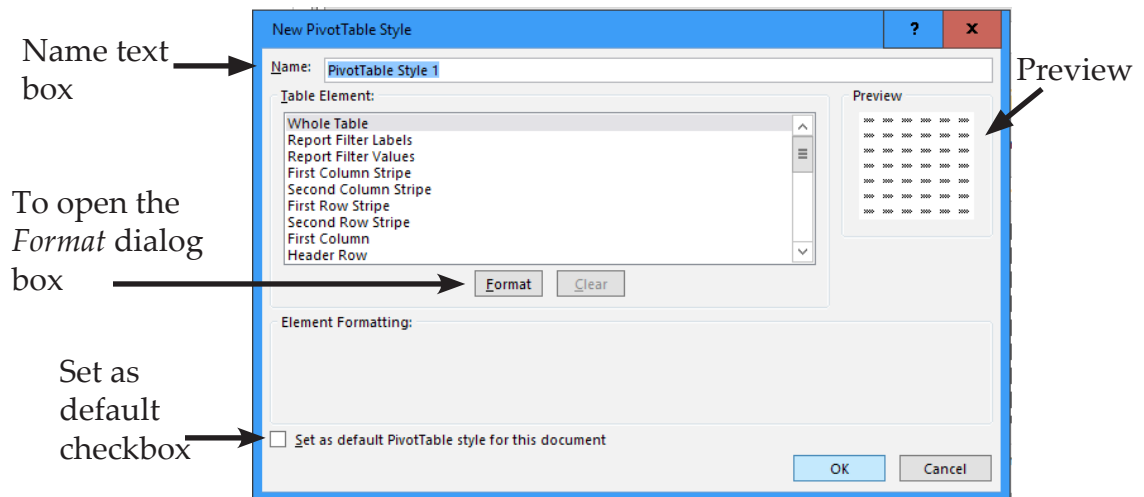 New PivotTable Style
? x
Name text
box
Name: PivotTable Style 1
Preview
Table Element:
Preview
Whole Table
Report Filter Labels
Report Filter Values
First Column Stripe
Second Column Stripe
First Row Stripe
Second Row Stripe
First Column
Header Row
To open the
Format dialog
box
Format Clear
Element Formatting:
Set as
default
checkbox
Set as default PivotTable style for this document
OK Cancel